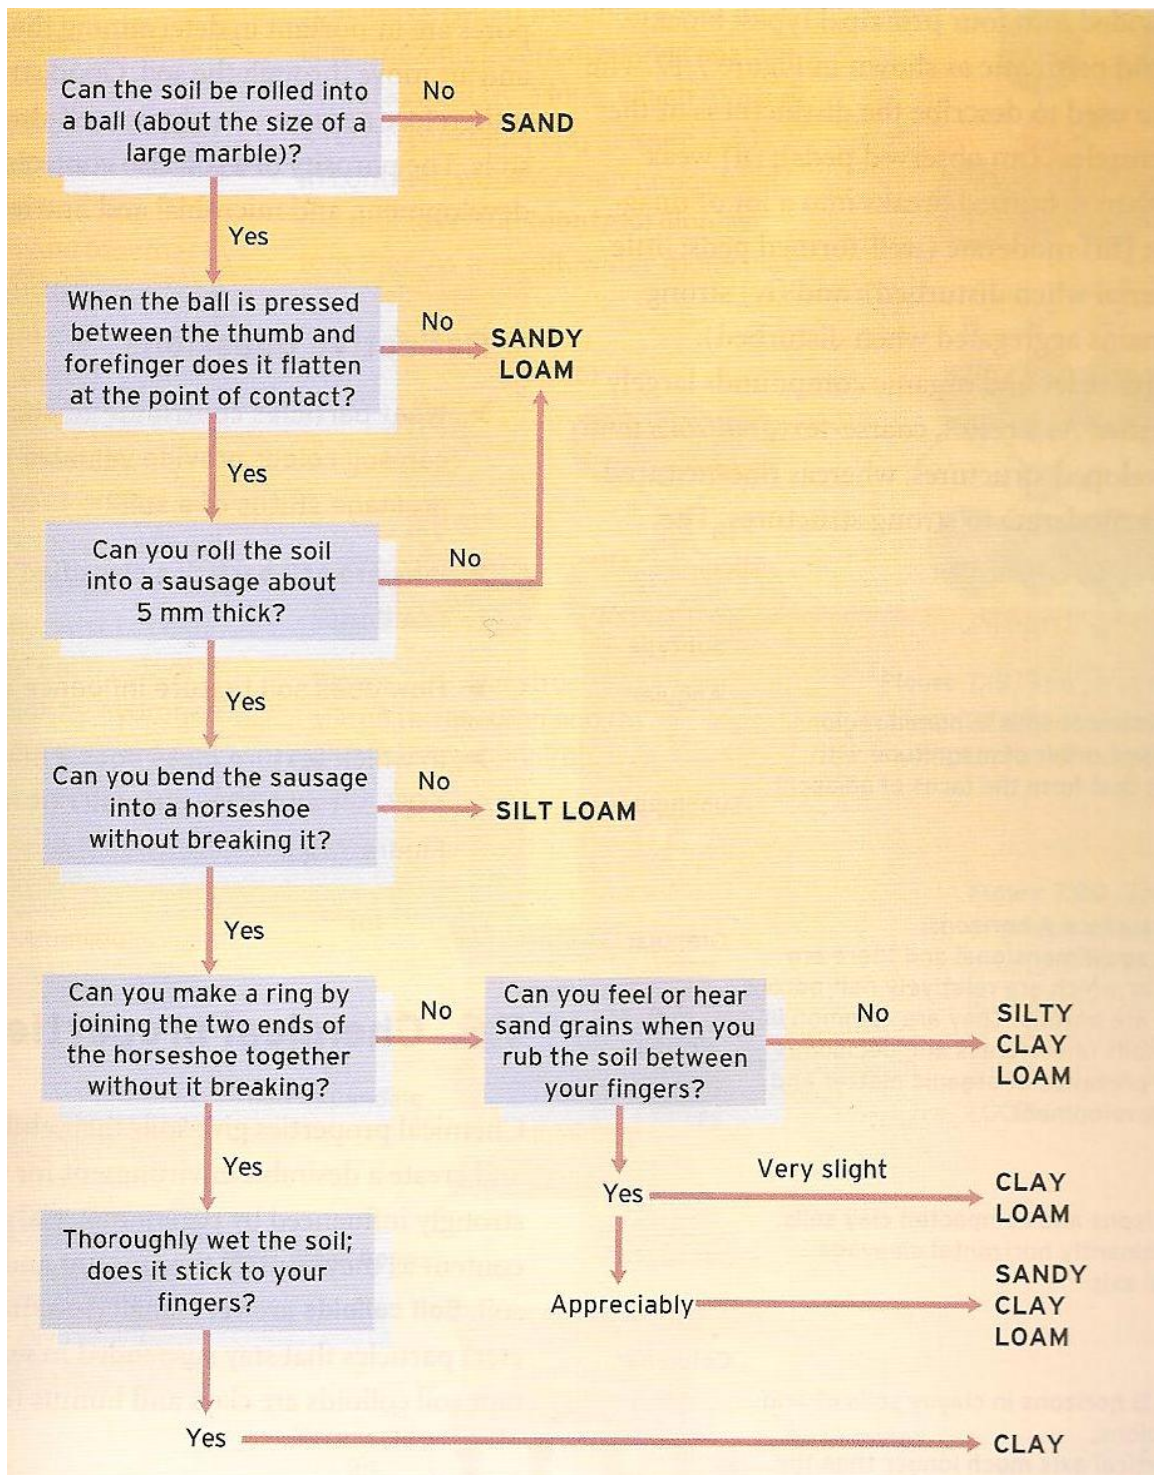 Can the soil be rolled into
a ball (about the size of a
large marble)?
No
SAND
Yes
When the ball is pressed
between the thumb and
forefinger does it flatten
at the point of contact?
No
SANDY
LOAM
Yes
Can you roll the soil
into a sausage about
5 mm thick?
No
Yes
Can you bend the sausage
into a horseshoe
without breaking it?
No
SILT LOAM
Yes
Can you make a ring by
joining the two ends of
the horseshoe together
without it breaking?
No
Can you feel or hear
sand grains when you
rub the soil between
your fingers?
No
SILTY
CLAY
LOAM
Yes
Very slight
CLAY
LOAM
Appreciably
SANDY
CLAY
LOAM
Yes
Thoroughly wet the soil;
does it stick to your
fingers?
Yes
CLAY